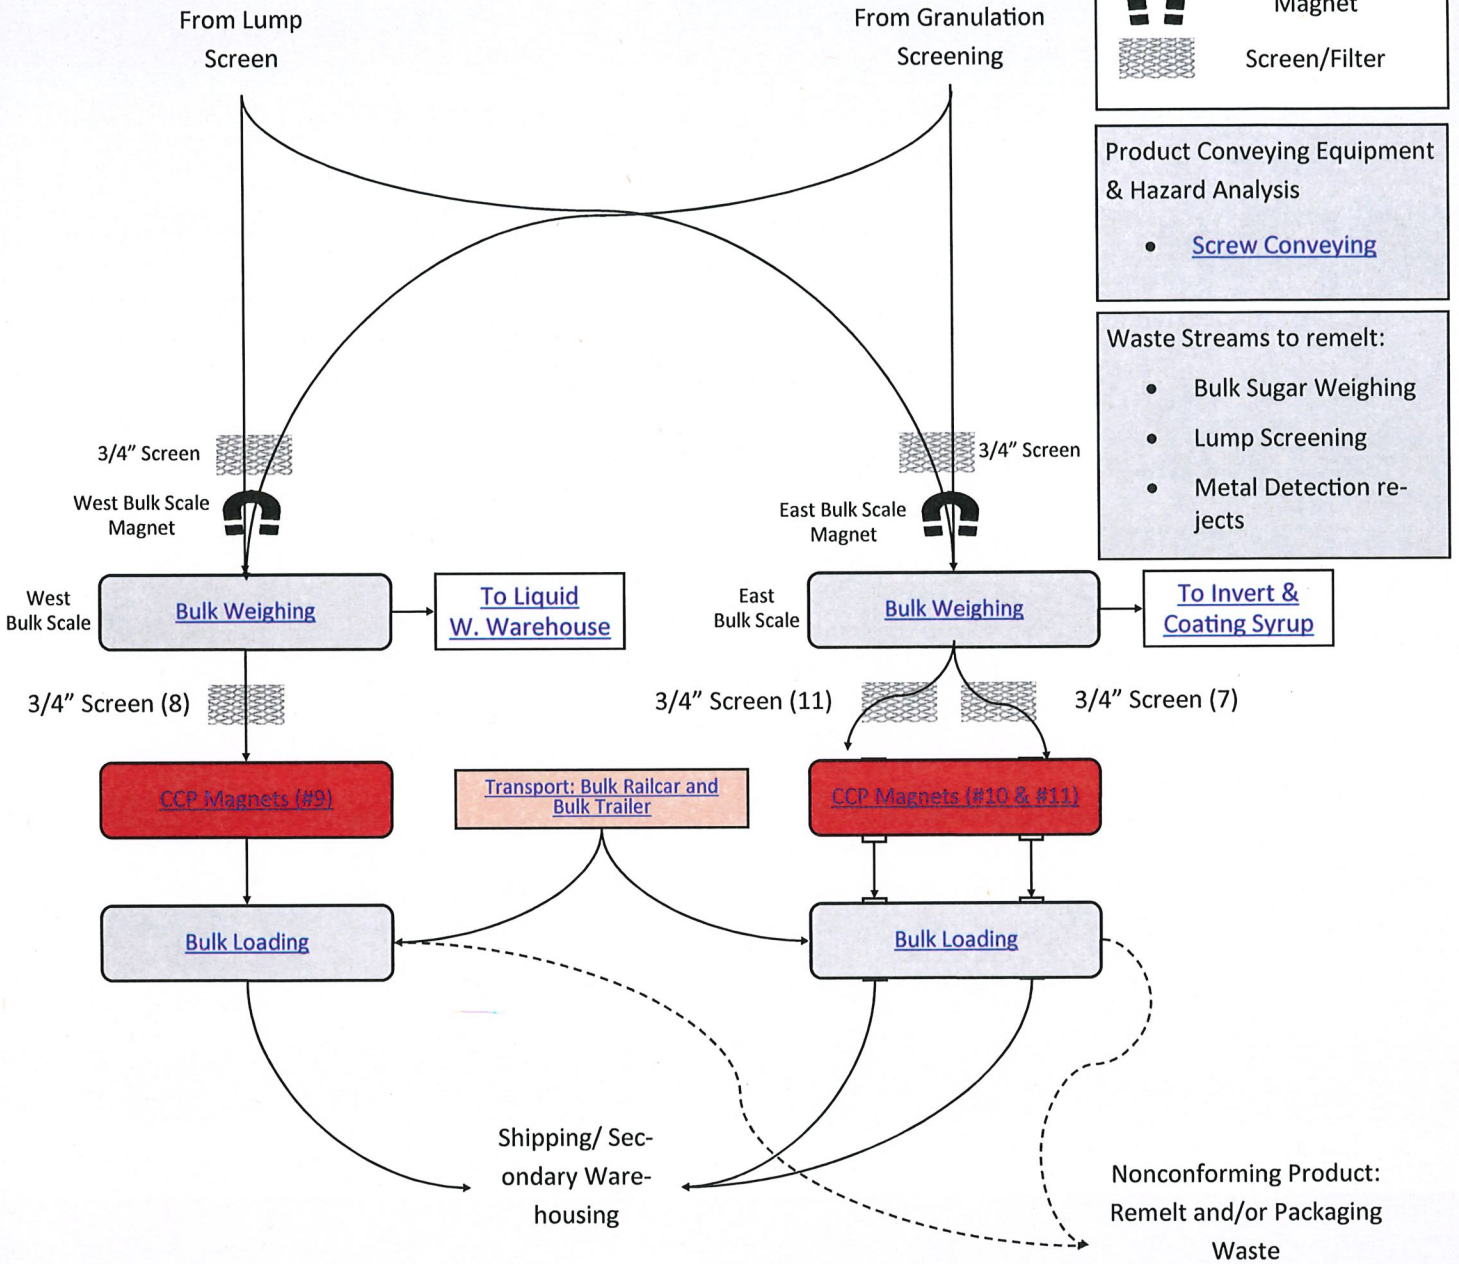 From Lump
Screen
From Granulation
Screening
Magnet
Screen/Filter
Product Conveying Equipment
& Hazard Analysis
• Screw Conveying
Waste Streams to remelt:
• Bulk Sugar Weighing
• Lump Screening
• Metal Detection re-
jects
3/4” Screen
3/4” Screen
West Bulk Scale
Magnet
East Bulk Scale
Magnet
West
Bulk Scale
Bulk Weighing
To Liquid
W. Warehouse
East
Bulk Scale
Bulk Weighing
To Invert &
Coating Syrup
3/4” Screen (8)
3/4” Screen (11)
3/4” Screen (7)
CCP Magnets (#9)
Transport: Bulk Railcar and
Bulk Trailer
CCP Magnets (#10 & #11)
Bulk Loading
Bulk Loading
Shipping/ Sec-
ondary Ware-
housing
Nonconforming Product:
Remelt and/or Packaging
Waste